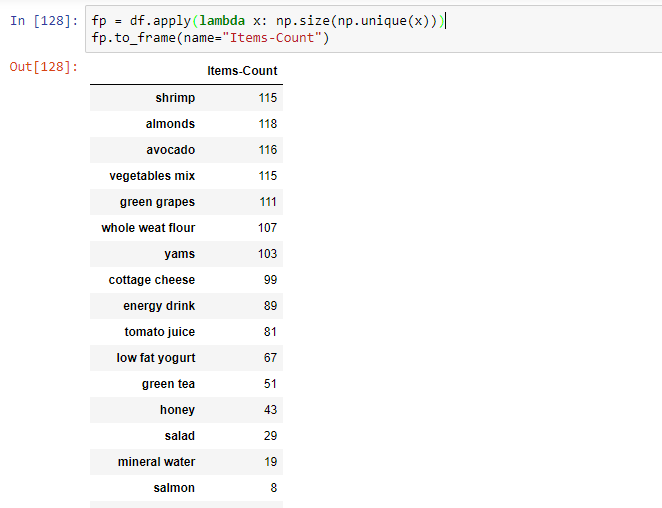 In [128]: fp = df.apply(lambda x: np.size(np.unique(x)))
fp.to_frame(name="Items-Count")
Out[128]:
Items-Count
shrimp 115
almonds 118
avocado 116
vegetables mix 115
green grapes 111
whole weat flour 107
yams 103
cottage cheese 99
energy drink 89
tomato juice 81
low fat yogurt 67
green tea 51
honey 43
salad 29
mineral water 19
salmon 8